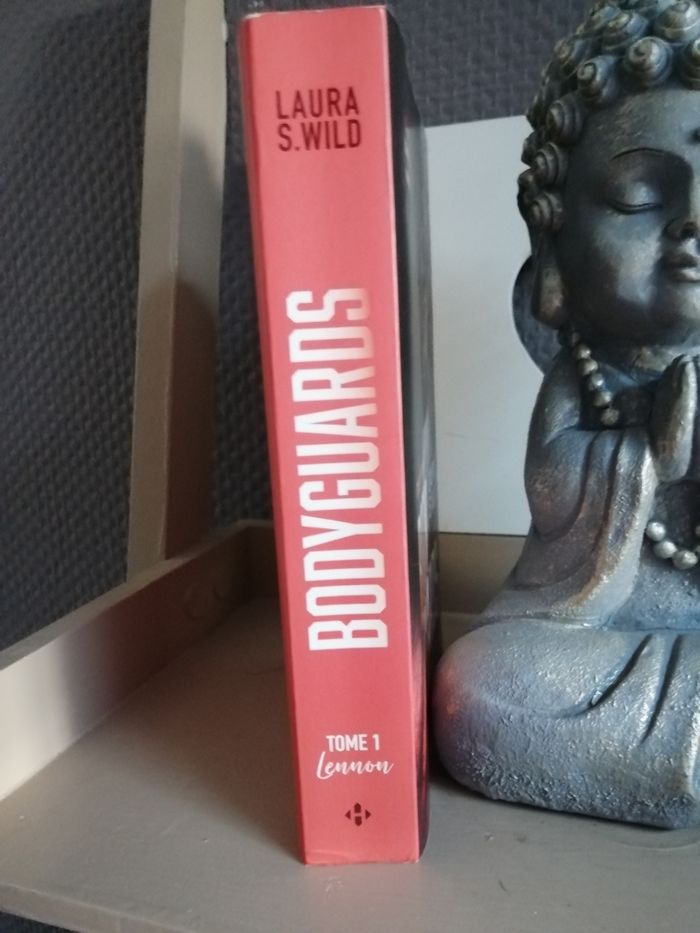 LAURA
S.WILD
BODYGUARDS
TOME 1
Lennon